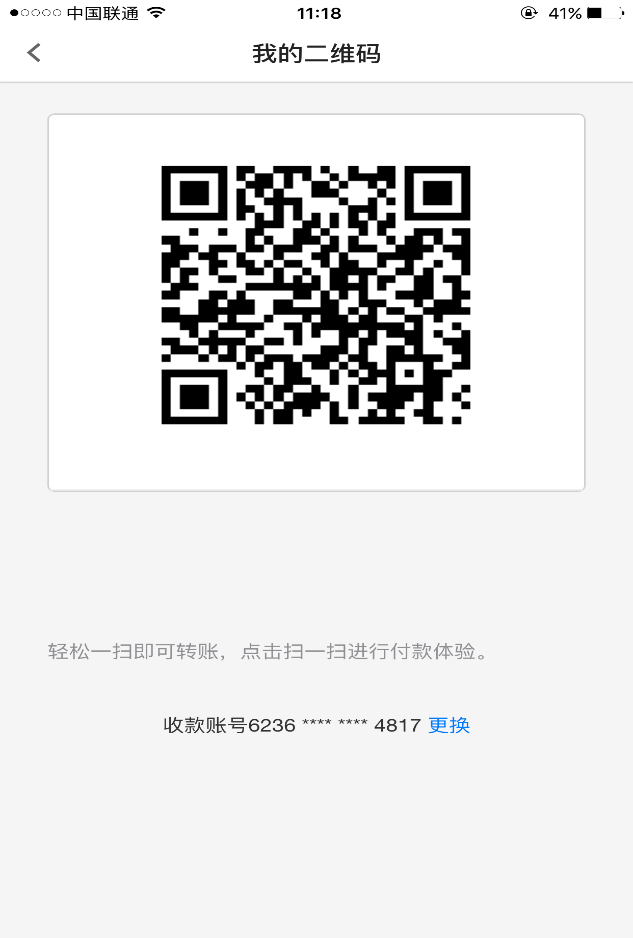 中国联通 11:18 41%
我的二维码
轻松一扫即可转账，点击扫一扫进行付款体验。
收款账号6236 **** **** 4817 更换